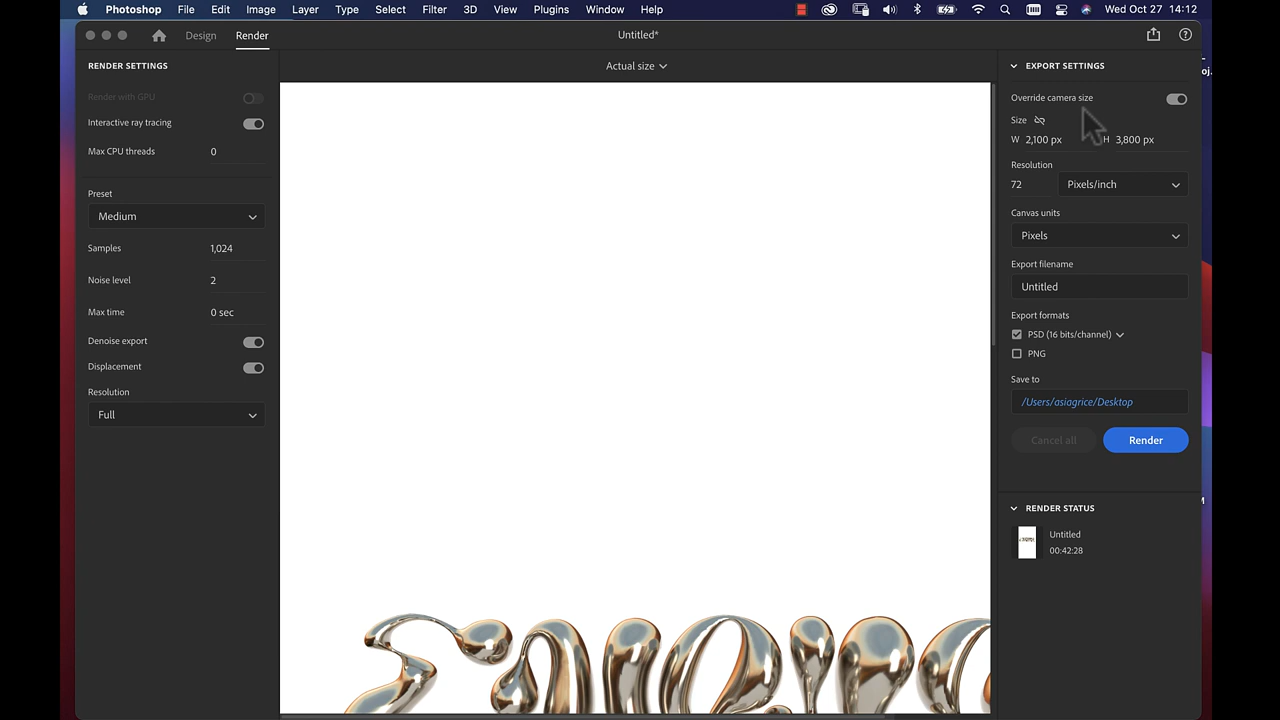 Photoshop File Edit Image Layer Type Select Filter 3D View Plugins Window Help Wed Oct 27 14:12
Design Render Untitled*
RENDER SETTINGS
Render with GPU
Interactive ray tracing
Max CPU threads 0
Preset
Medium
Samples 1,024
Noise level 2
Max time 0 sec
Denoise export
Displacement
Resolution
Full
Actual size
EXPORT SETTINGS
Override camera size
Size
W 2,100 px H 3,800 px
Resolution
72 Pixels/inch
Canvas units
Pixels
Export filename
Untitled
Export formats
PSD (16 bits/channel)
PNG
Save to
/Users/asiagrice/Desktop
Cancel all Render
RENDER STATUS
Untitled
00:42:28
oj.